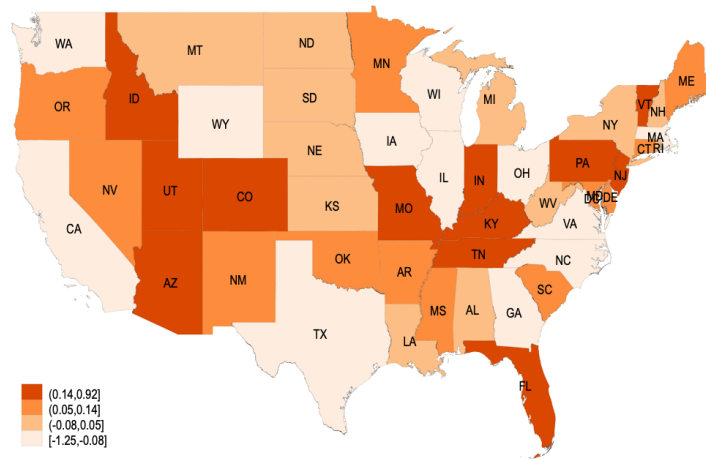 WA
MT
ND
MN
ME
OR
ID
SD
WI
MI
VT
NH
NY
MA
CT
RI
WY
IA
NE
PA
NJ
NV
UT
CO
IL
IN
OH
MD
DC
DE
CA
KS
MO
WV
KY
VA
AZ
NM
OK
AR
TN
NC
SC
TX
LA
MS
AL
GA
FL
(0.14,0.92]
(0.05,0.14]
(-0.08,0.05]
[-1.25,-0.08]